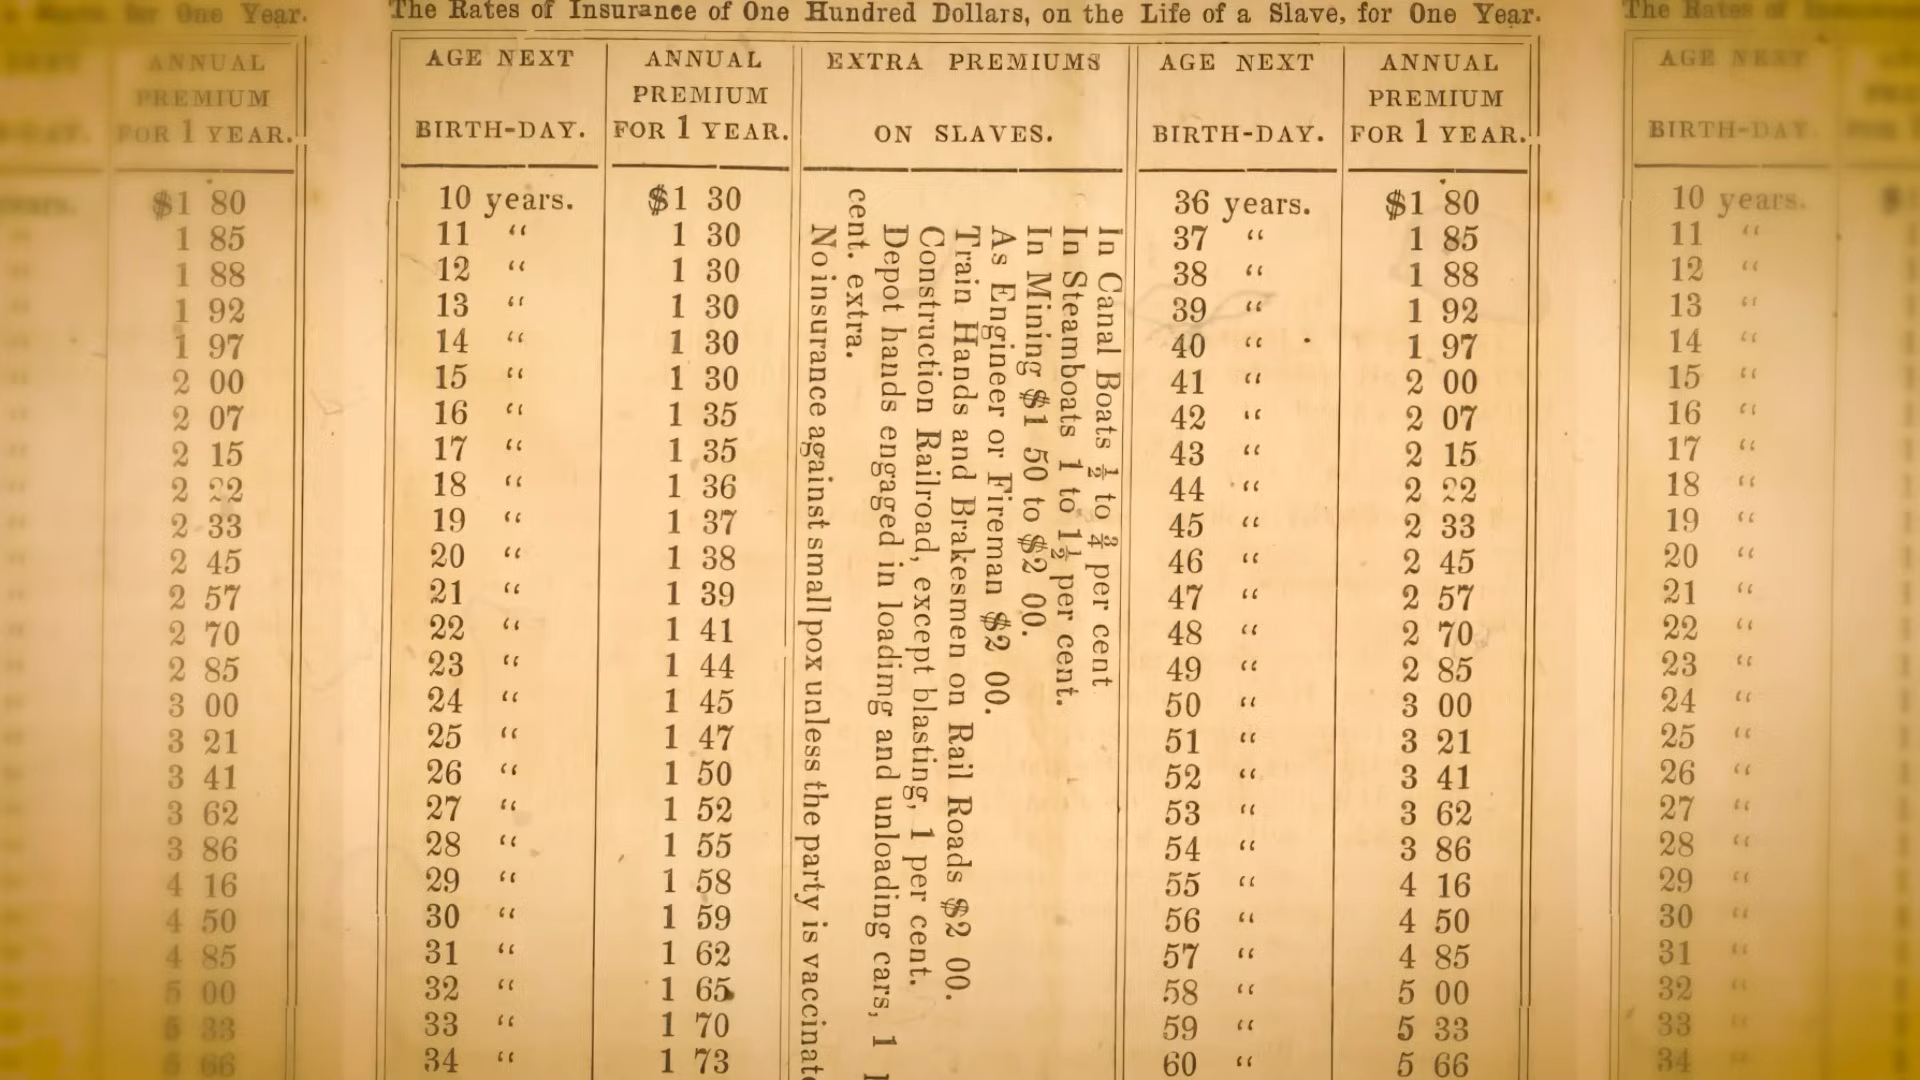 The Rates of Insurance of One Hundred Dollars, on the Life of a Slave, for One Year.
AGE NEXT BIRTH-DAY. ANNUAL PREMIUM FOR 1 YEAR. EXTRA PREMIUMS ON SLAVES. AGE NEXT BIRTH-DAY. ANNUAL PREMIUM FOR 1 YEAR.
10 years. $1 30
11 “ 1 30
12 “ 1 30
13 “ 1 30
14 “ 1 30
15 “ 1 30
16 “ 1 35
17 “ 1 35
18 “ 1 36
19 “ 1 37
20 “ 1 38
21 “ 1 39
22 “ 1 41
23 “ 1 44
24 “ 1 45
25 “ 1 47
26 “ 1 50
27 “ 1 52
28 “ 1 55
29 “ 1 58
30 “ 1 59
31 “ 1 62
32 “ 1 65
33 “ 1 70
34 “ 1 73
In Canal Boats ½ to ¾ per cent
In Steamboats 1 to 1½ per cent.
In Mining $1 50 to $2 00.
As Engineer or Fireman $2 00.
Train Hands and Brakesmen on Rail Roads $2 00.
Construction Railroad, except blasting, 1 per cent.
Depot hands engaged in loading and unloading cars, 1
cent. extra.
No insurance against small pox unless the party is
36 years. $1 80
37 “ 1 85
38 “ 1 88
39 “ 1 92
40 “ 1 97
41 “ 2 00
42 “ 2 07
43 “ 2 15
44 “ 2 22
45 “ 2 33
46 “ 2 45
47 “ 2 57
48 “ 2 70
49 “ 2 85
50 “ 3 00
51 “ 3 21
52 “ 3 41
53 “ 3 62
54 “ 3 86
55 “ 4 16
56 “ 4 50
57 “ 4 85
58 “ 5 00
59 “ 5 33
60 “ 5 66
for One Year.
ANNUAL
PREMIUM
FOR 1 YEAR.
$1 80
1 85
1 88
1 92
1 97
2 00
2 07
2 15
2 22
2 33
2 45
2 57
2 70
2 85
3 00
3 21
3 41
3 62
3 86
4 16
4 50
4 85
5 00
5 33
5 66
The Rates of
AGE NEXT
BIRTH-DAY.
10 years.
11 “
12 “
13 “
14 “
15 “
16 “
17 “
18 “
19 “
20 “
21 “
22 “
23 “
24 “
25 “
26 “
27 “
28 “
29 “
30 “
31 “
32 “
33 “
34 “